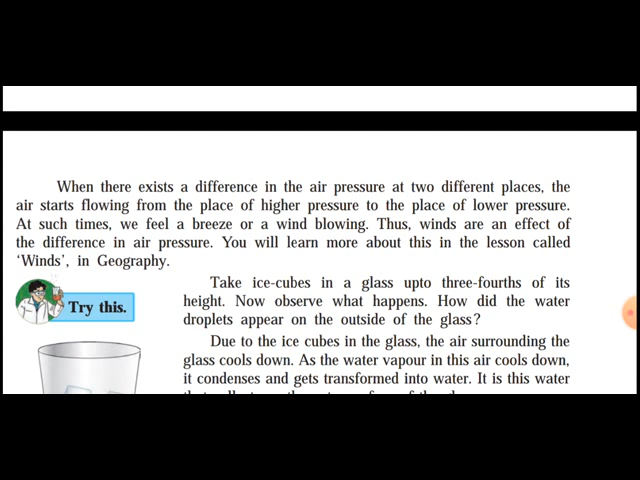 When there exists a difference in the air pressure at two different places, the
air starts flowing from the place of higher pressure to the place of lower pressure.
At such times, we feel a breeze or a wind blowing. Thus, winds are an effect of
the difference in air pressure. You will learn more about this in the lesson called
‘Winds’, in Geography.
Take ice-cubes in a glass upto three-fourths of its
height. Now observe what happens. How did the water
droplets appear on the outside of the glass?
Try this.
Due to the ice cubes in the glass, the air surrounding the
glass cools down. As the water vapour in this air cools down,
it condenses and gets transformed into water. It is this water